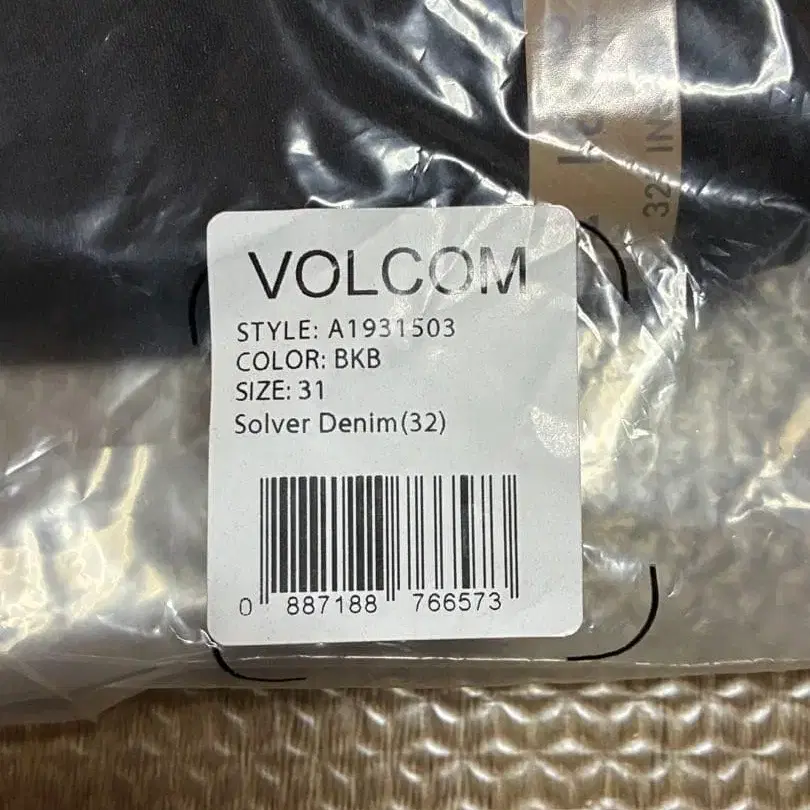 VOLCOM
STYLE: A1931503
COLOR: BKB
SIZE: 31
Solver Denim(32)
0 887188 766573